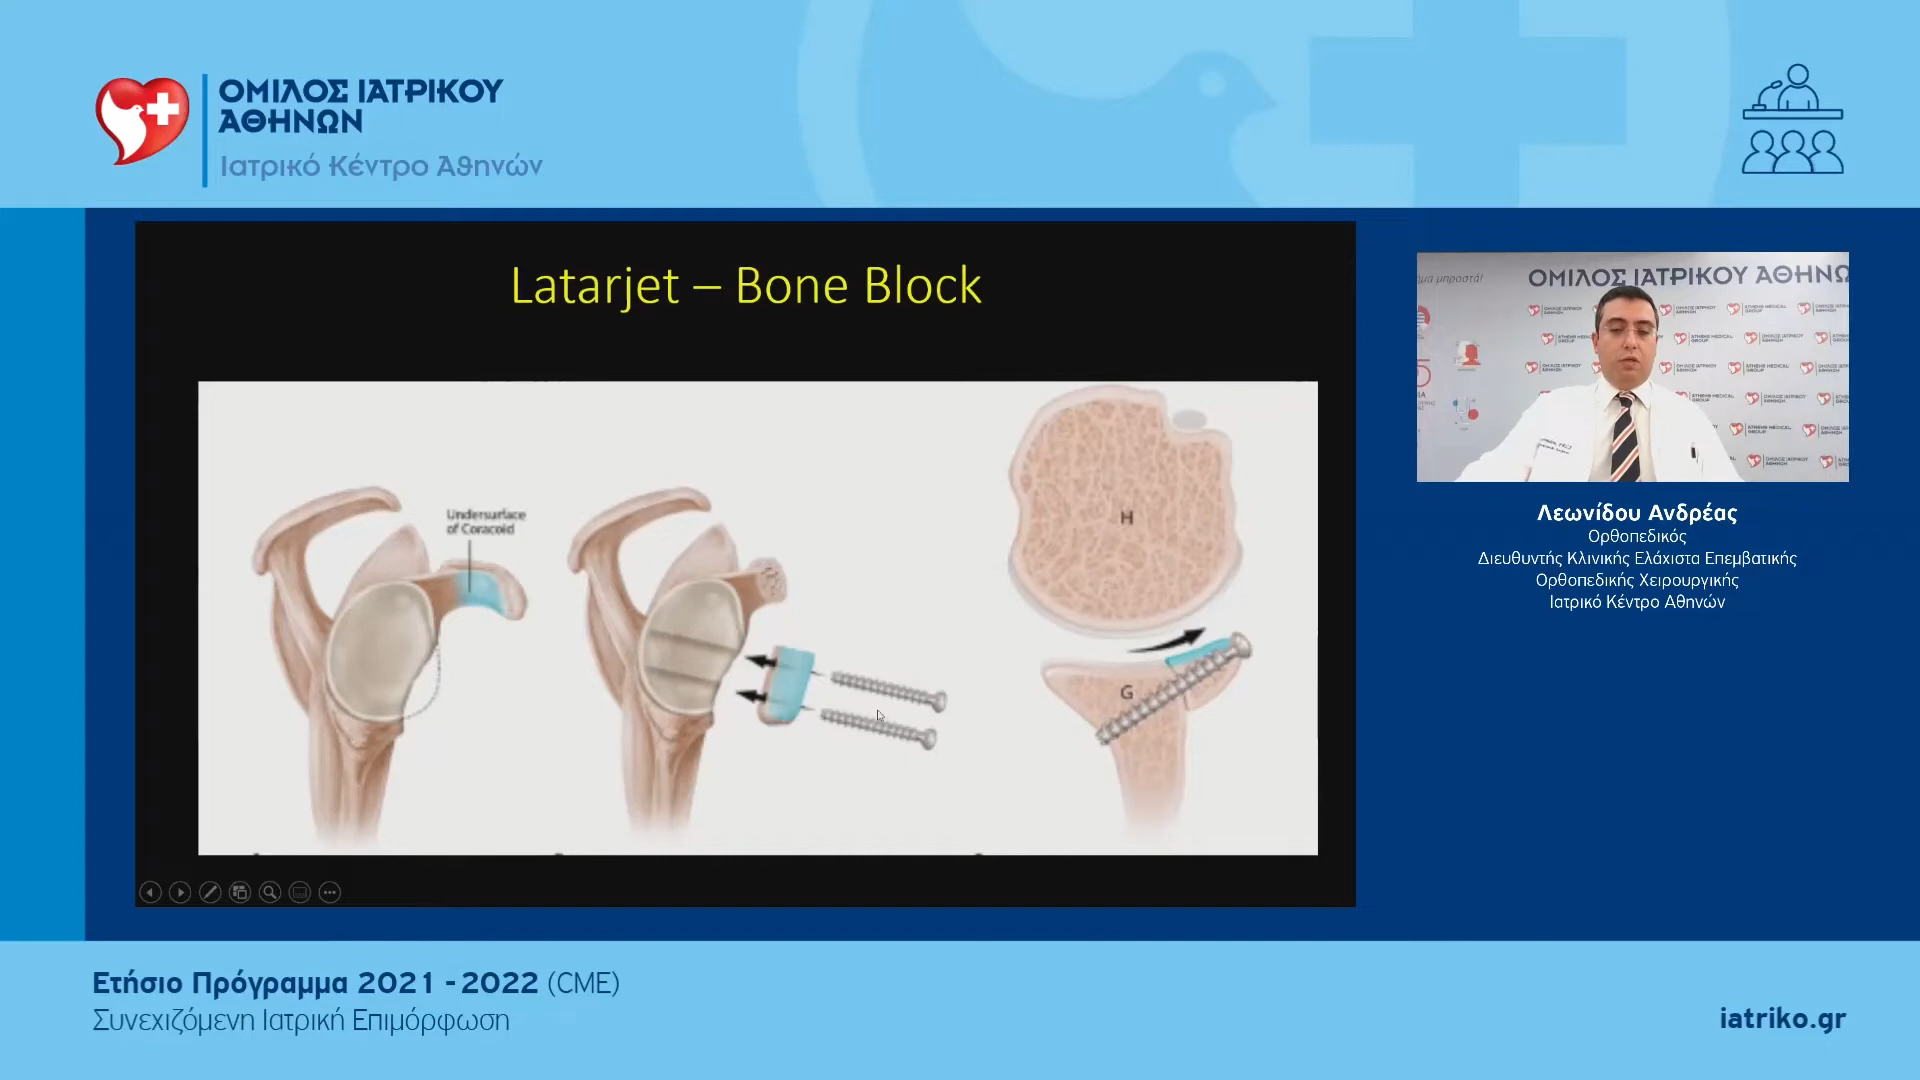 ΟΜΙΛΟΣ ΙΑΤΡΙΚΟΥ
ΑΘΗΝΩΝ
Ιατρικό Κέντρο Αθηνών
Latarjet – Bone Block
Undersurface
of Coracoid
H
G
μπροστά!
ΟΜΙΛΟΣ ΙΑΤΡΙΚΟΥ ΑΘΗΝΩ
Λεωνίδου Ανδρέας
Ορθοπεδικός
Διευθυντής Κλινικής Ελάχιστα Επεμβατικής
Ορθοπεδικής Χειρουργικής
Ιατρικό Κέντρο Αθηνών
Ετήσιο Πρόγραμμα 2021 - 2022 (CME)
Συνεχιζόμενη Ιατρική Επιμόρφωση
iatriko.gr